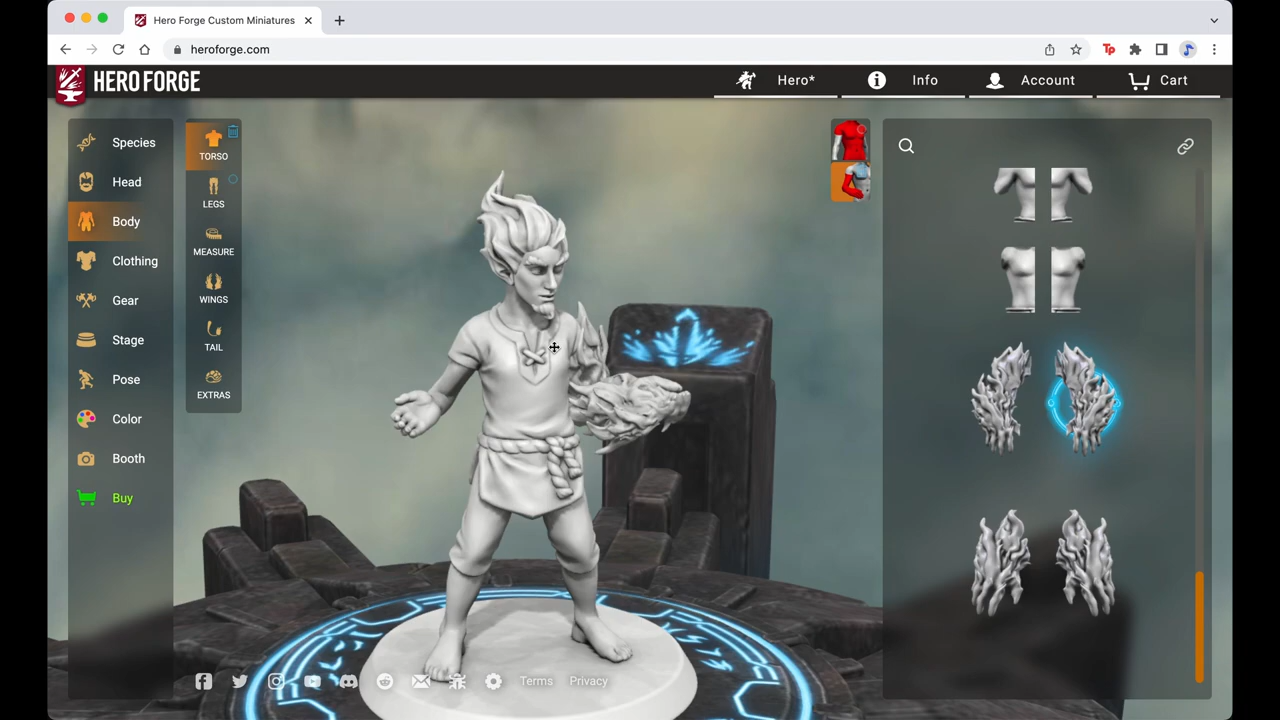 Hero Forge Custom Miniatures
heroforge.com
Tp
HERO FORGE
Hero*
Info
Account
Cart
Species
Head
Body
Clothing
Gear
Stage
Pose
Color
Booth
Buy
TORSO
LEGS
MEASURE
WINGS
TAIL
EXTRAS
Terms
Privacy